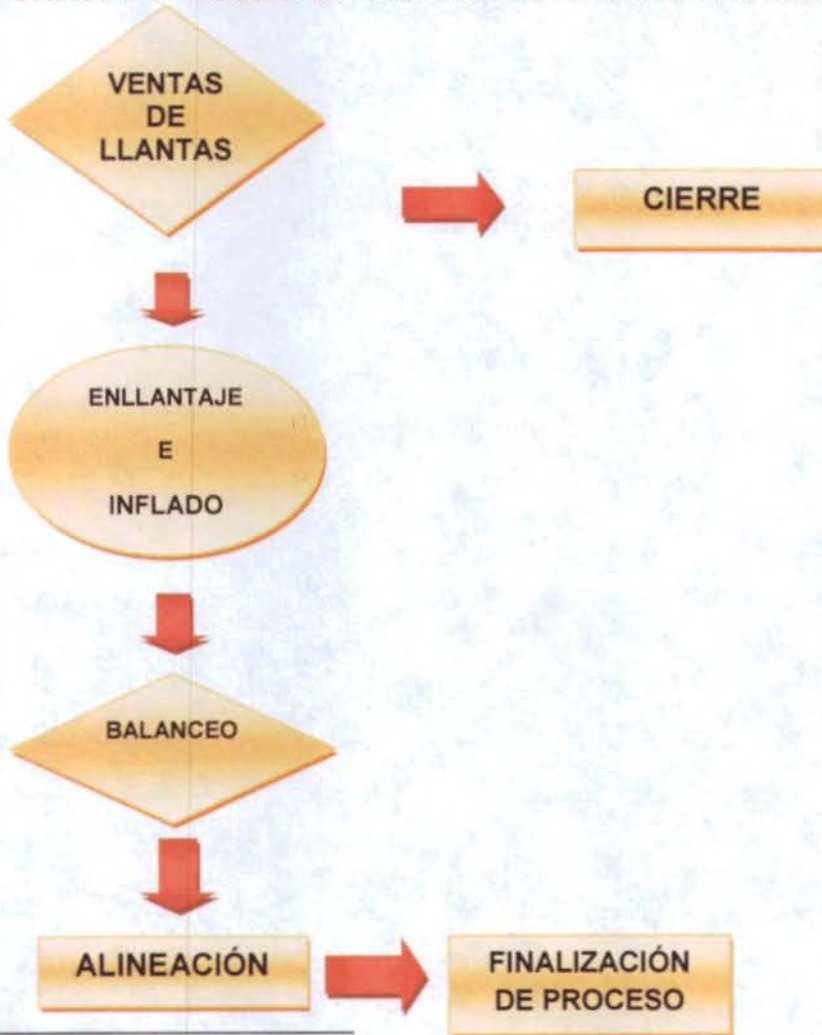 VENTAS
DE
LLANTAS
CIERRE
ENLLANTAJE
E
INFLADO
BALANCEO
ALINEACIÓN
FINALIZACIÓN
DE PROCESO